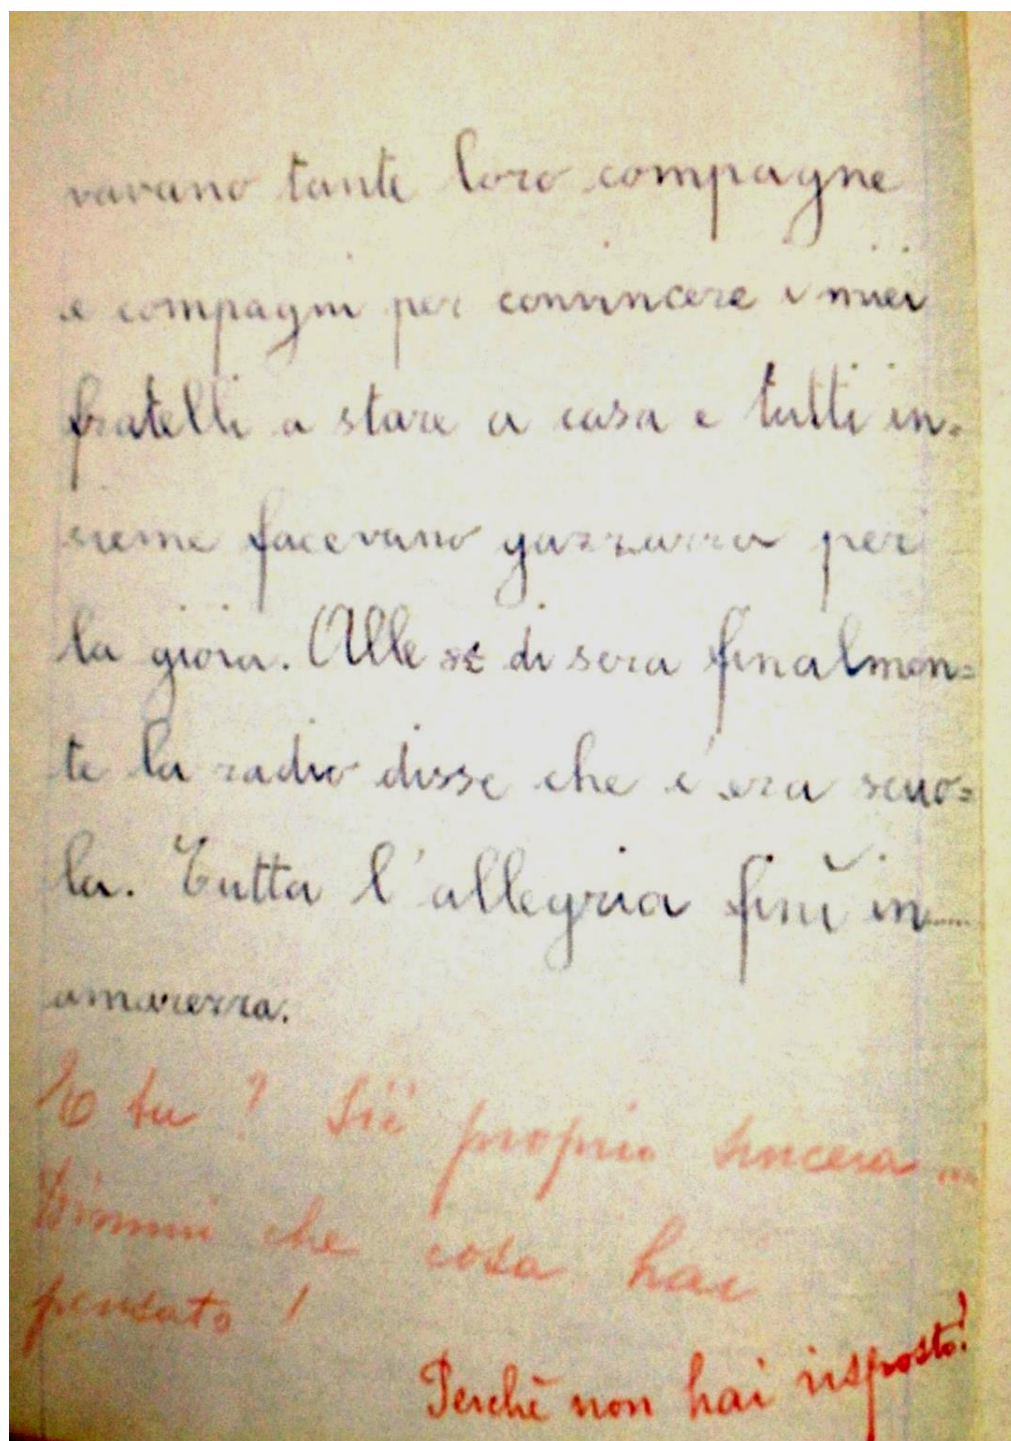 vavano tante loro compagne
e compagni per convincere i miei
fratelli a stare a casa e tutti in=
sieme facevano gazzarra per
la gioia. Alle se di sera finalmen=
te la radio disse che c'era scuo=
la. Tutta l'allegria finì in
amarezza.
E tu? Sii proprio sincera ...
Dimmi che cosa hai
pensato!
Perché non hai risposto?